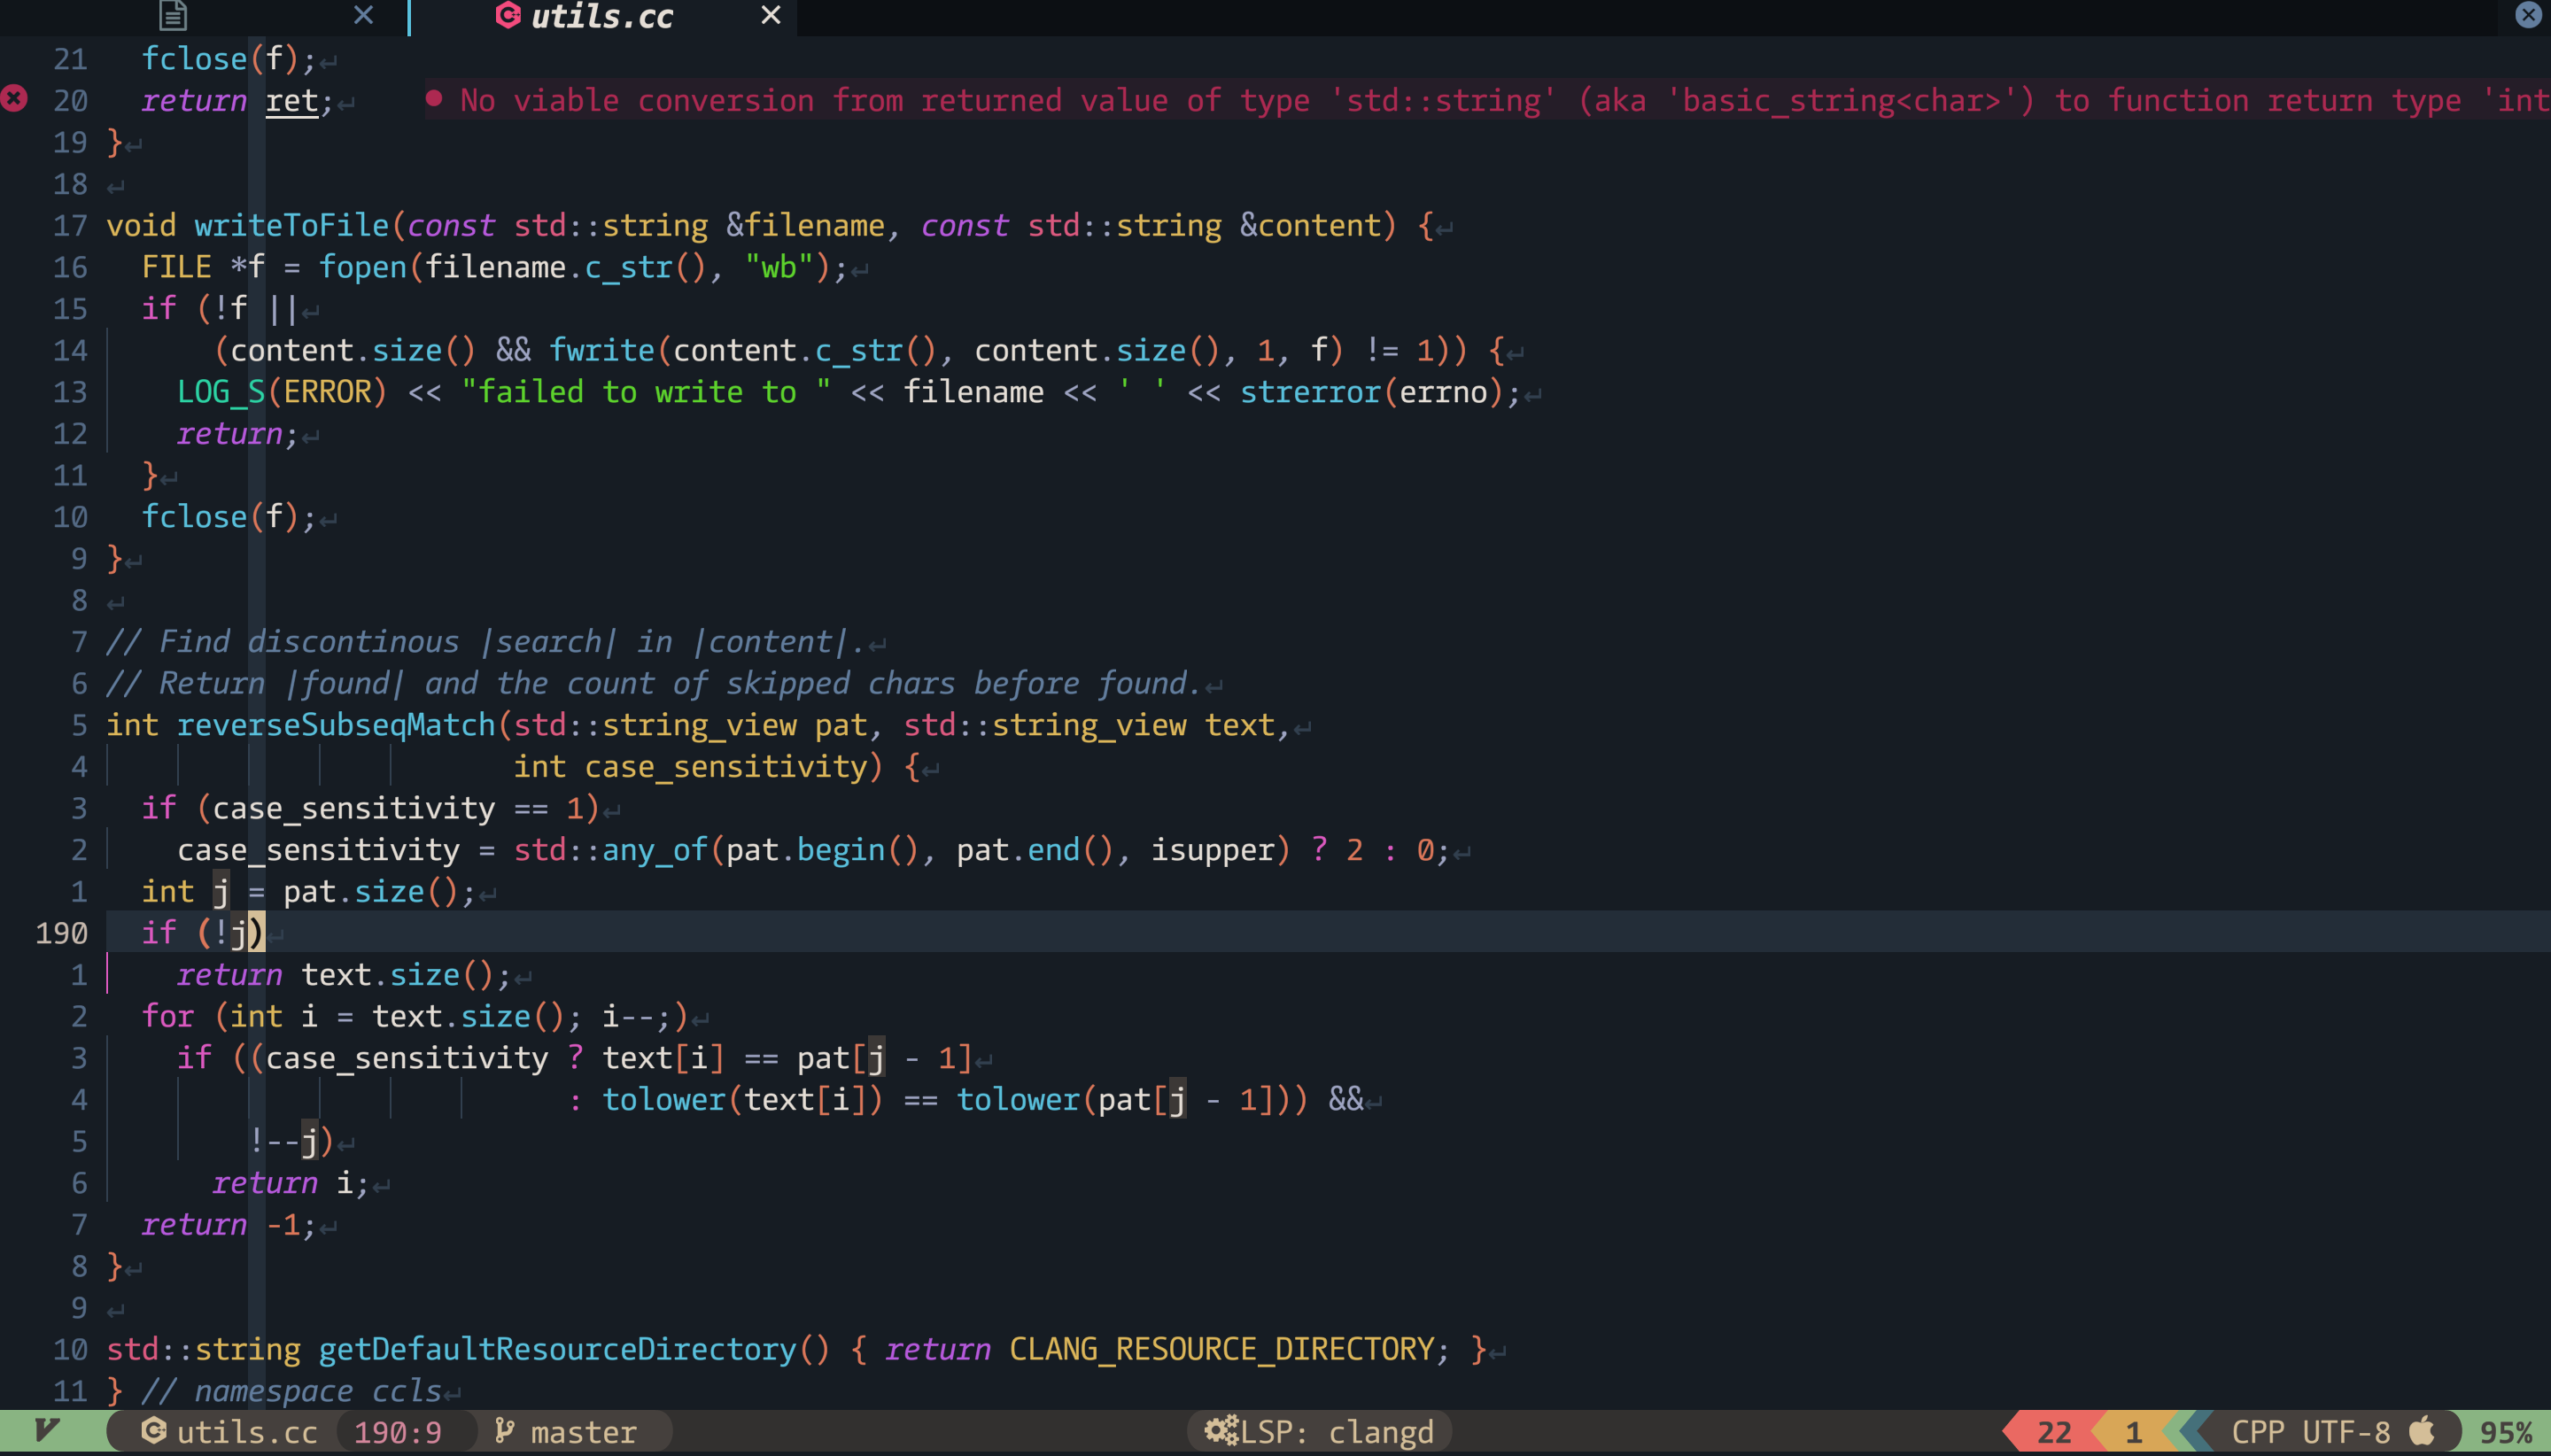 utils.cc
21 fclose(f);
20 return ret; No viable conversion from returned value of type 'std::string' (aka 'basic_string<char>') to function return type 'int
19 }
18
17 void writeToFile(const std::string &filename, const std::string &content) {
16 FILE *f = fopen(filename.c_str(), "wb");
15 if (!f ||
14 (content.size() && fwrite(content.c_str(), content.size(), 1, f) != 1)) {
13 LOG_S(ERROR) << "failed to write to " << filename << ' ' << strerror(errno);
12 return;
11 }
10 fclose(f);
9 }
8
7 // Find discontinous |search| in |content|.
6 // Return |found| and the count of skipped chars before found.
5 int reverseSubseqMatch(std::string_view pat, std::string_view text,
4 int case_sensitivity) {
3 if (case_sensitivity == 1)
2 case_sensitivity = std::any_of(pat.begin(), pat.end(), isupper) ? 2 : 0;
1 int j = pat.size();
190 if (!j)
1 return text.size();
2 for (int i = text.size(); i--;)
3 if ((case_sensitivity ? text[i] == pat[j - 1]
4 : tolower(text[i]) == tolower(pat[j - 1])) &&
5 !--j)
6 return i;
7 return -1;
8 }
9
10 std::string getDefaultResourceDirectory() { return CLANG_RESOURCE_DIRECTORY; }
11 } // namespace ccls
utils.cc 190:9 master LSP: clangd 22 1 CPP UTF-8 95%